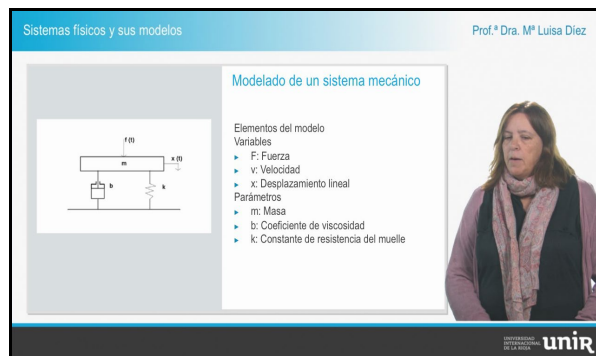 Sistemas físicos y sus modelos
Prof.ª Dra. Mª Luisa Díez
Modelado de un sistema mecánico
f (t)
m
x (t)
b
k
Elementos del modelo
Variables
► F: Fuerza
► v: Velocidad
► x: Desplazamiento lineal
Parámetros
► m: Masa
► b: Coeficiente de viscosidad
► k: Constante de resistencia del muelle
UNIVERSIDAD
INTERNACIONAL
DE LA RIOJA
unir